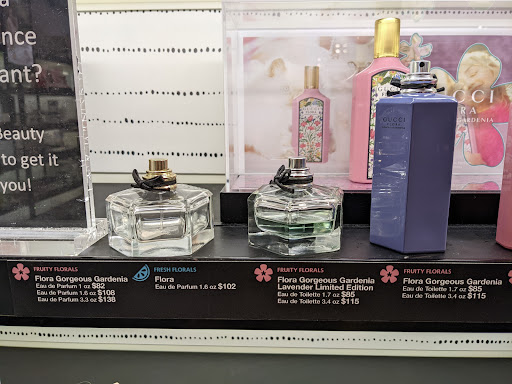 nce
ant?
Beauty
to get it
you!
GUCCI
GUCCI
RA
GARDENIA
FRUITY FLORALS
Flora Gorgeous Gardenia
Eau de Parfum 1 oz $82
Eau de Parfum 1.6 oz $108
Eau de Parfum 3.3 oz $138
FRESH FLORALS
Flora
Eau de Parfum 1.6 oz $102
FRUITY FLORALS
Flora Gorgeous Gardenia
Lavender Limited Edition
Eau de Toilette 1.7 oz $85
Eau de Toilette 3.4 oz $115
FRUITY FLORALS
Flora Gorgeous Gardenia
Eau de Toilette 1.7 oz $85
Eau de Toilette 3.4 oz $115